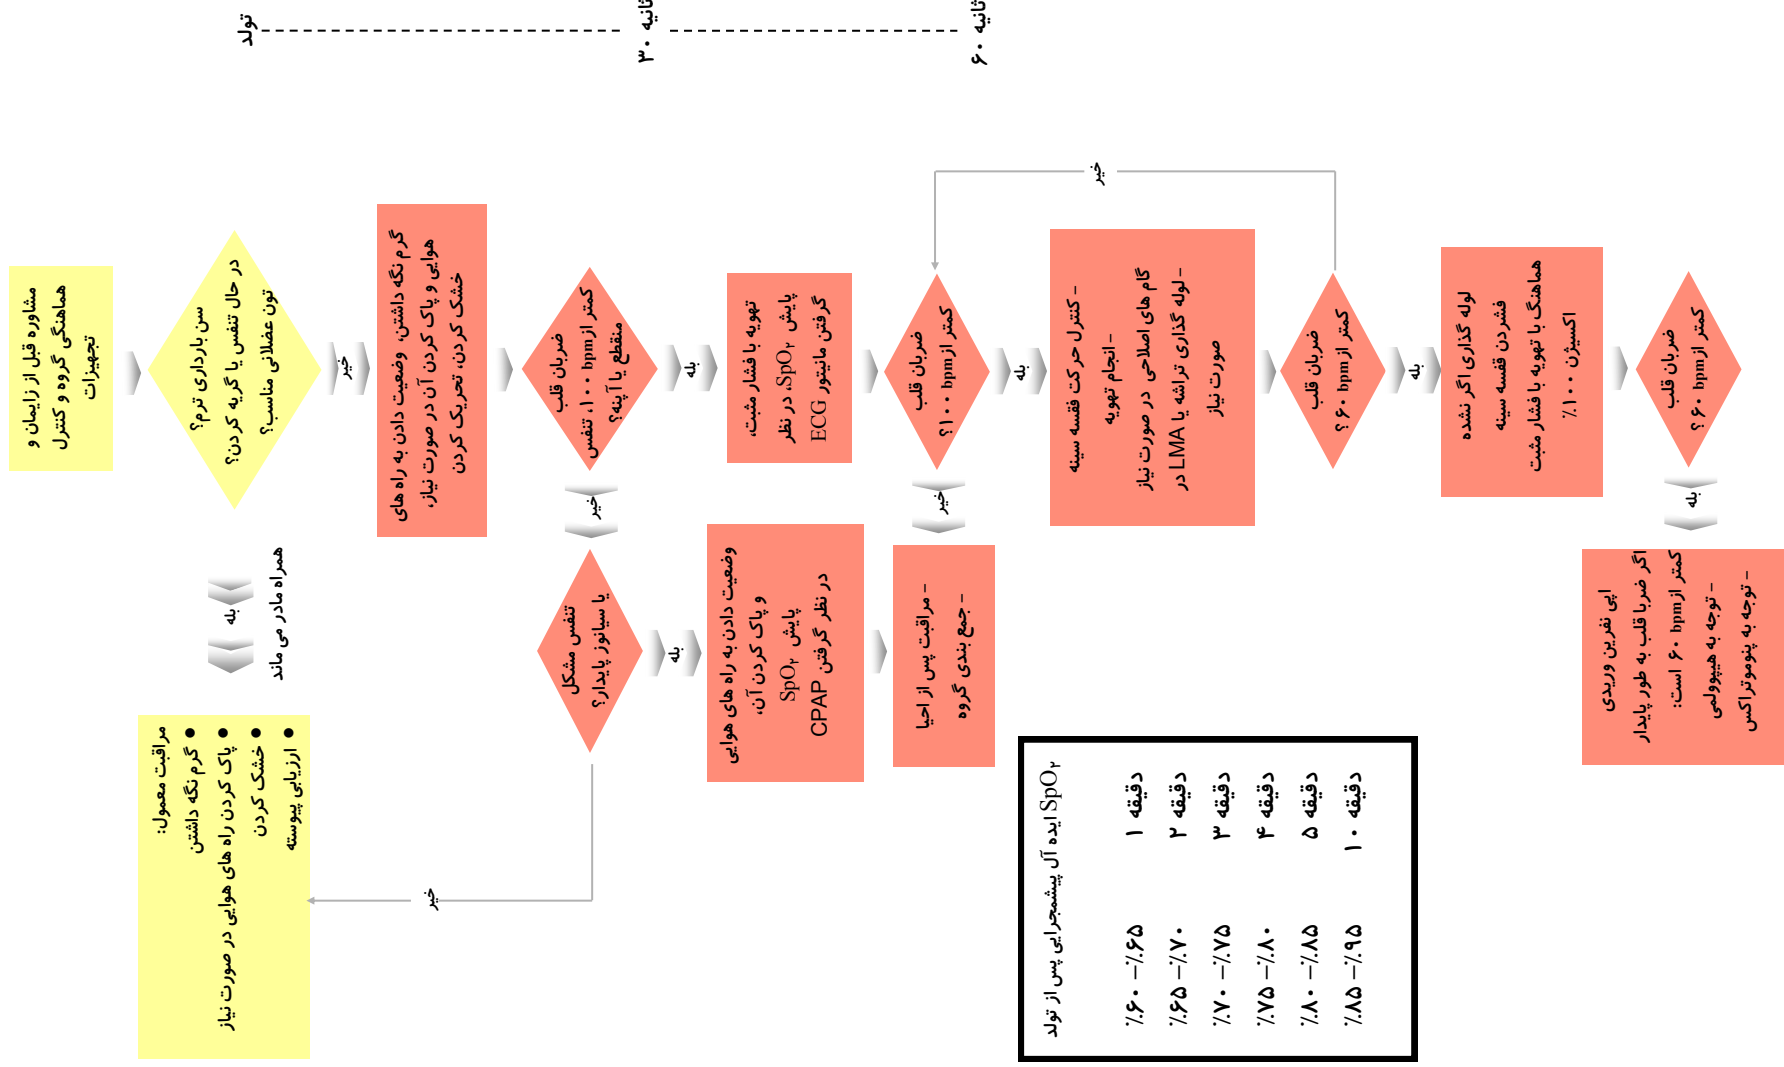 تولد
۳۰ ثانیه
۶۰ ثانیه
مشاوره قبل از زایمان و
هماهنگی گروه و کنترل
تجهیزات
سن بارداری ترم؟
در حال تنفس یا گریه کردن؟
تون عضلانی مناسب؟
بله
همراه مادر می ماند
مراقبت معمول:
● گرم نگه داشتن
● پاک کردن راه های هوایی در صورت نیاز
● خشک کردن
● ارزیابی پیوسته
خیر
گرم نگه داشتن، وضعیت دادن به راه های
هوایی و پاک کردن آن در صورت نیاز،
خشک کردن، تحریک کردن
ضربان قلب
کمتر از ۱۰۰ bpm، تنفس
منقطع یا آپنه؟
خیر
تنفس مشکل
یا سیانوز پایدار؟
خیر
بله
وضعیت دادن به راه های هوایی
و پاک کردن آن،
پایش SpO۲
در نظر گرفتن CPAP
بله
تهویه با فشار مثبت،
پایش SpO۲، در نظر
گرفتن مانیتور ECG
ضربان قلب
کمتر از ۱۰۰ bpm؟
خیر
– مراقبت پس از احیا
– جمع بندی گروه
بله
– کنترل حرکت قفسه سینه
– انجام تهویه
گام های اصلاحی در صورت نیاز
– لوله گذاری تراشه یا LMA در
صورت نیاز
ضربان قلب
کمتر از ۶۰ bpm؟
خیر
بله
لوله گذاری اگر نشده
فشردن قفسه سینه
هماهنگ با تهویه با فشار مثبت
اکسیژن ۱۰۰٪
ضربان قلب
کمتر از ۶۰ bpm؟
بله
اپی نفرین وریدی
اگر ضربا قلب به طور پایدار
کمتر از ۶۰ bpm است:
– توجه به هیپوولمی
– توجه به پنوموتراکس
SpO۲ ایده آل پیشمجرایی پس از تولد
۱ دقیقه ٪۶۰–٪۶۵
۲ دقیقه ٪۶۵–٪۷۰
۳ دقیقه ٪۷۰–٪۷۵
۴ دقیقه ٪۷۵–٪۸۰
۵ دقیقه ٪۸۰–٪۸۵
۱۰ دقیقه ٪۸۵–٪۹۵